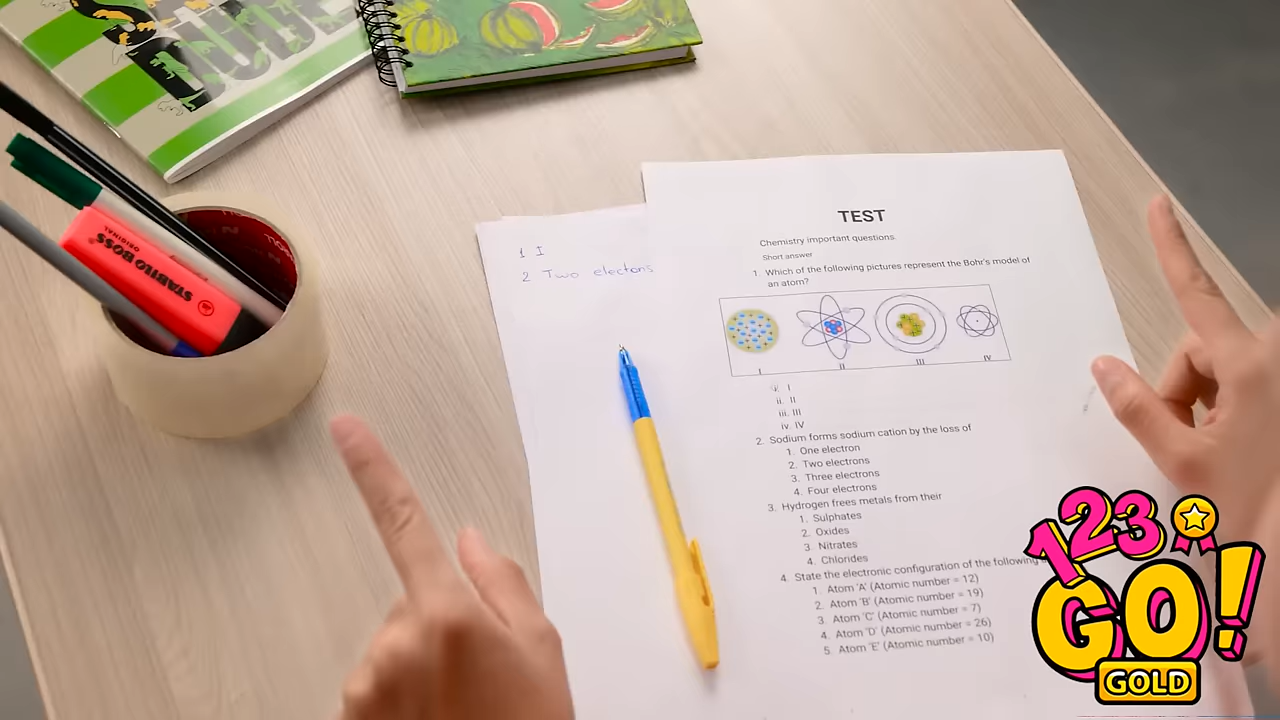 STABILO BOSS
ORIGINAL
1 I
2 Two electons
TEST
Chemistry important questions.
Short answer
1. Which of the following pictures represent the Bohr's model of
an atom?
I II III IV
i. I
ii. II
iii. III
iv. IV
2. Sodium forms sodium cation by the loss of
1. One electron
2. Two electrons
3. Three electrons
4. Four electrons
3. Hydrogen frees metals from their
1. Sulphates
2. Oxides
3. Nitrates
4. Chlorides
4. State the electronic configuration of the following
1. Atom 'A' (Atomic number = 12)
2. Atom 'B' (Atomic number = 19)
3. Atom 'C' (Atomic number = 7)
4. Atom 'D' (Atomic number = 26)
5. Atom 'E' (Atomic number = 10)
123
GO!
GOLD